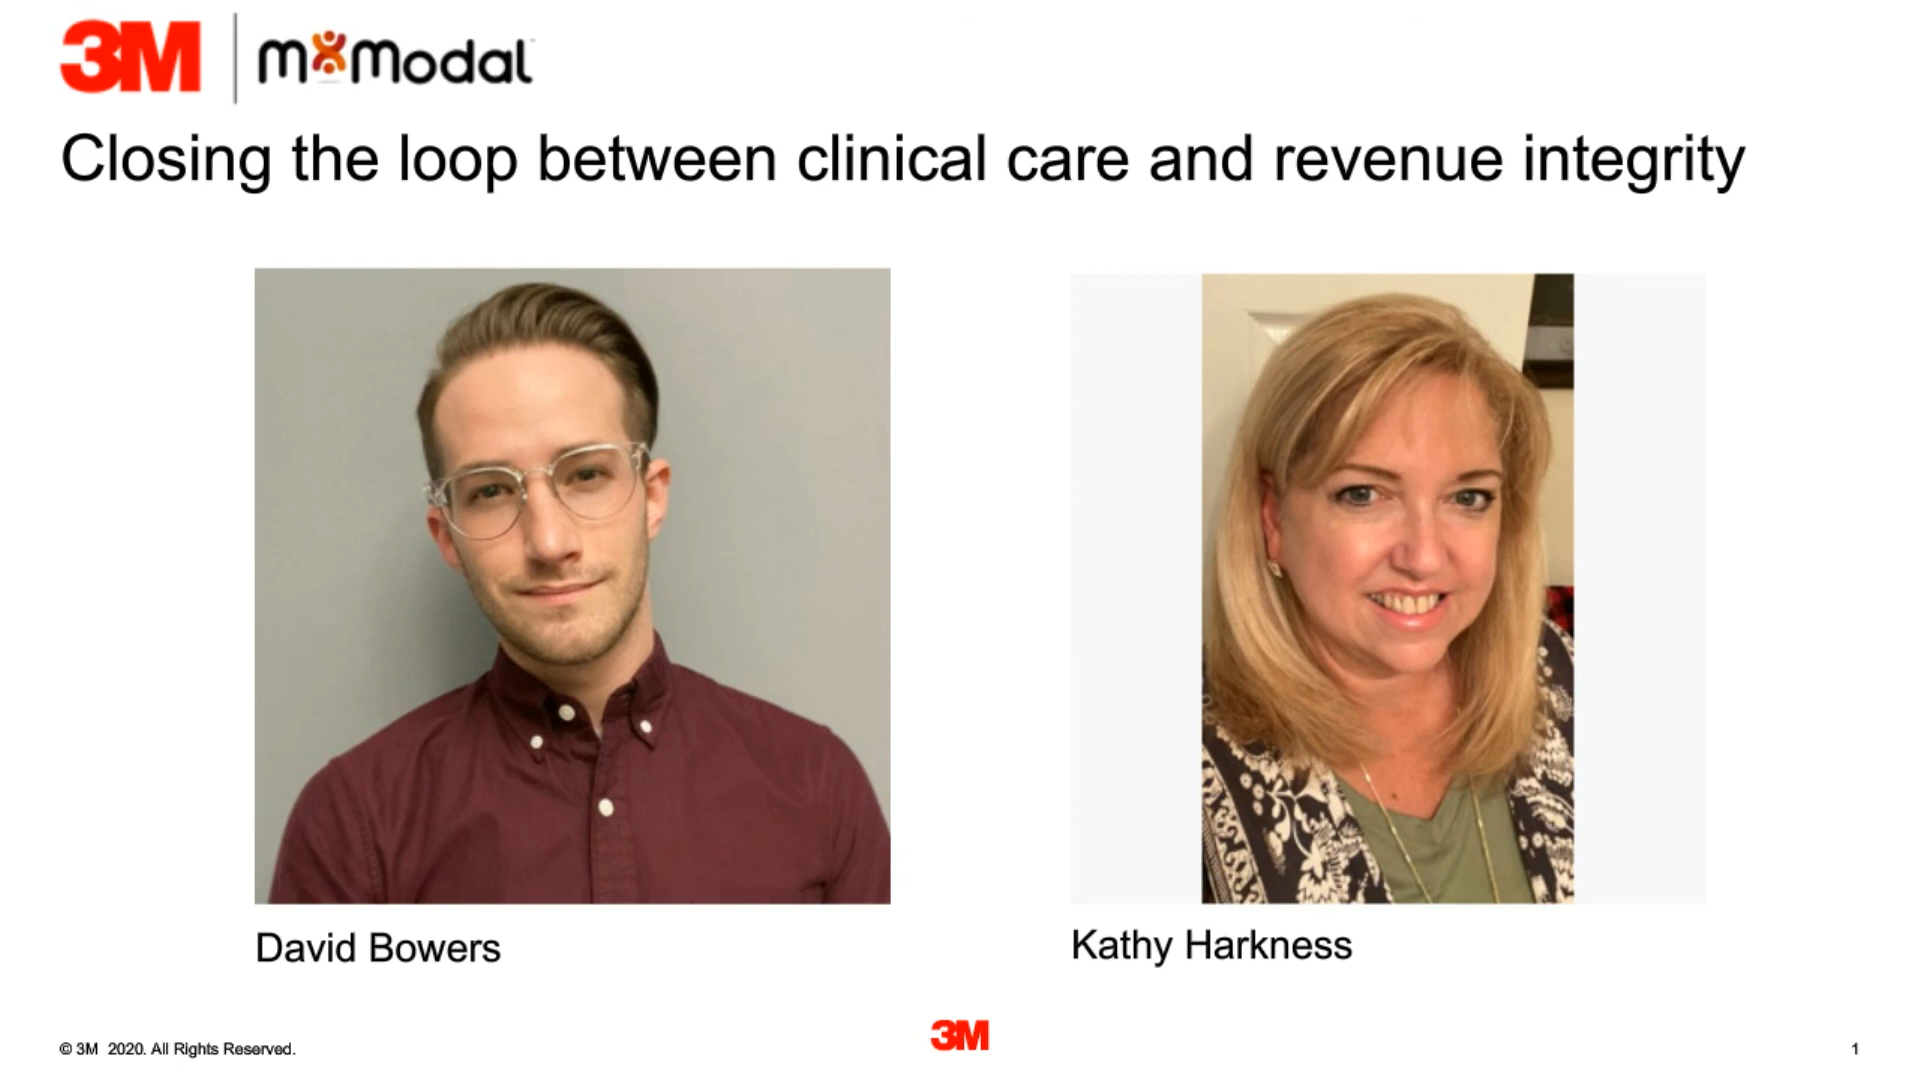 3M | M*Modal
Closing the loop between clinical care and revenue integrity
David Bowers
Kathy Harkness
© 3M 2020. All Rights Reserved.
3M
1